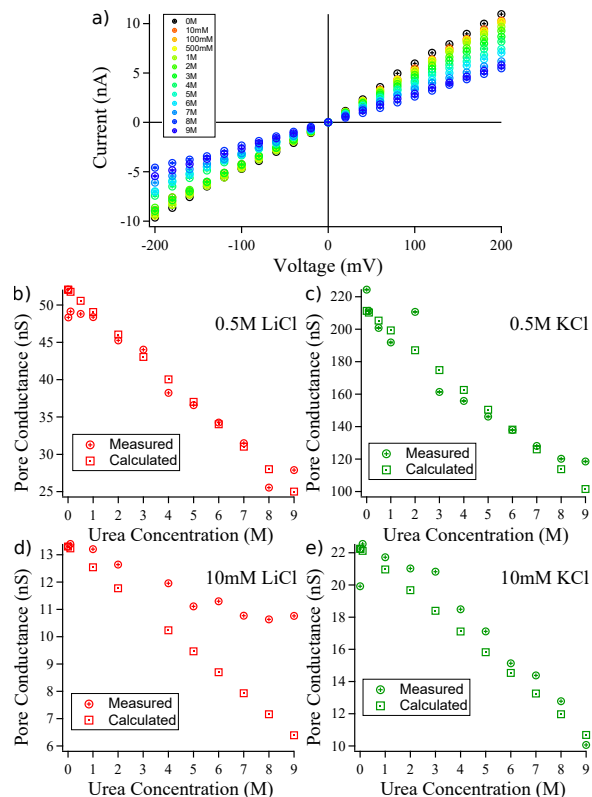 a)
10
5
0
-5
-10
Current (nA)
0M
10mM
100mM
500mM
1M
2M
3M
4M
5M
6M
7M
8M
9M
-200 -100 0 100 200
Voltage (mV)
b)
50
45
40
35
30
25
Pore Conductance (nS)
0.5M LiCl
Measured
Calculated
0 1 2 3 4 5 6 7 8 9
Urea Concentration (M)
c)
220
200
180
160
140
120
100
Pore Conductance (nS)
0.5M KCl
Measured
Calculated
0 1 2 3 4 5 6 7 8 9
Urea Concentration (M)
d)
13
12
11
10
9
8
7
6
Pore Conductance (nS)
10mM LiCl
Measured
Calculated
0 1 2 3 4 5 6 7 8 9
Urea Concentration (M)
e)
22
20
18
16
14
12
10
Pore Conductance (nS)
10mM KCl
Measured
Calculated
0 1 2 3 4 5 6 7 8 9
Urea Concentration (M)